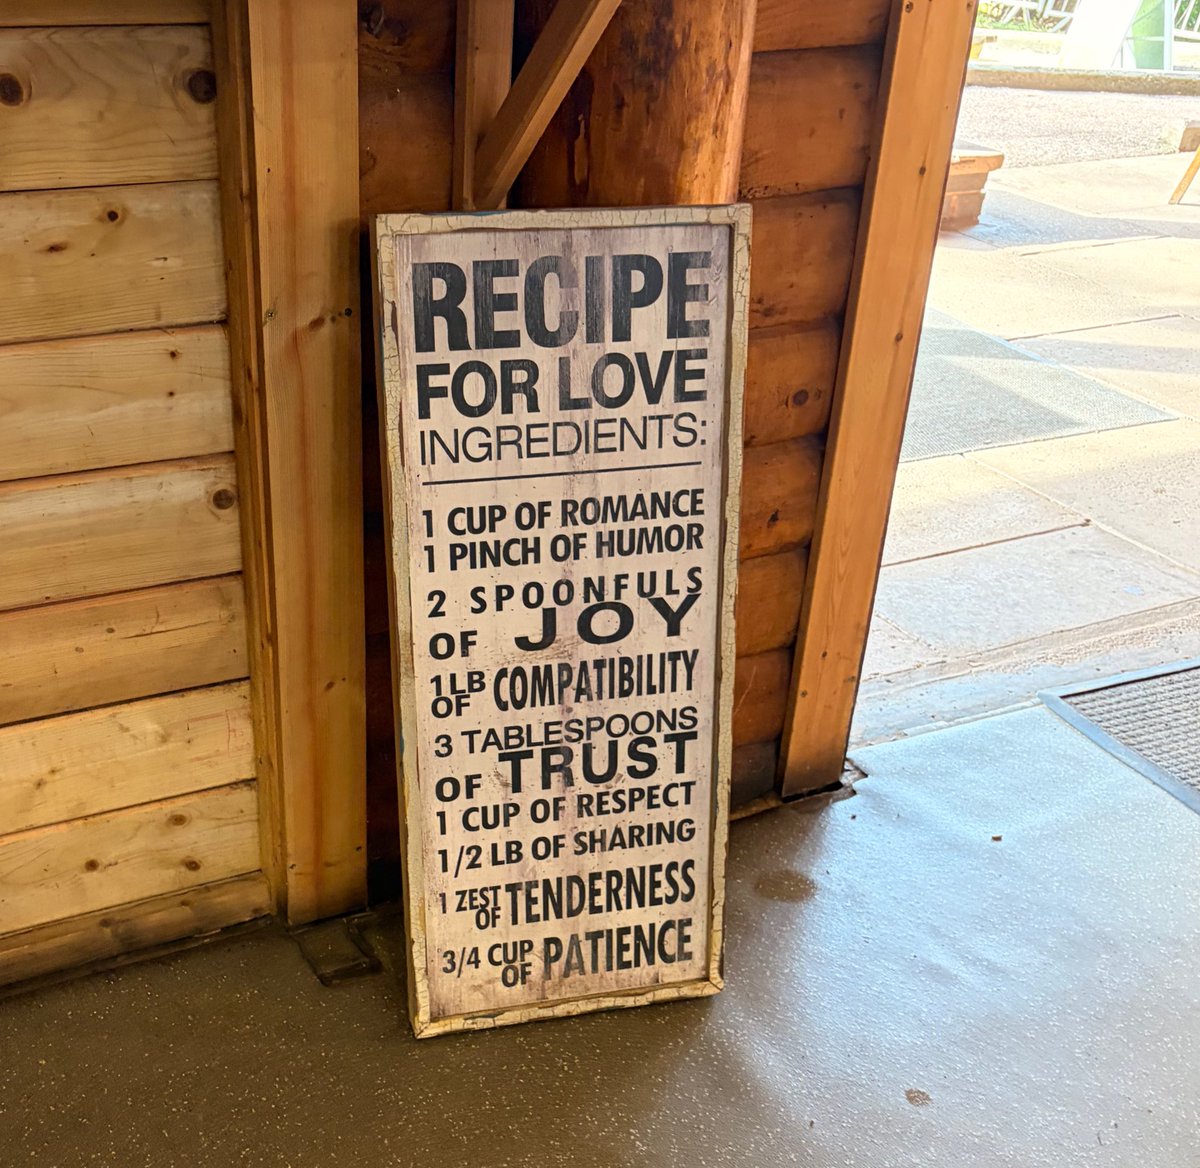 RECIPE
FOR LOVE
INGREDIENTS:
1 CUP OF ROMANCE
1 PINCH OF HUMOR
2 SPOONFULS
OF JOY
1 LB
OF COMPATIBILITY
3 TABLESPOONS
OF TRUST
1 CUP OF RESPECT
1/2 LB OF SHARING
1 ZEST
OF TENDERNESS
3/4 CUP
OF PATIENCE